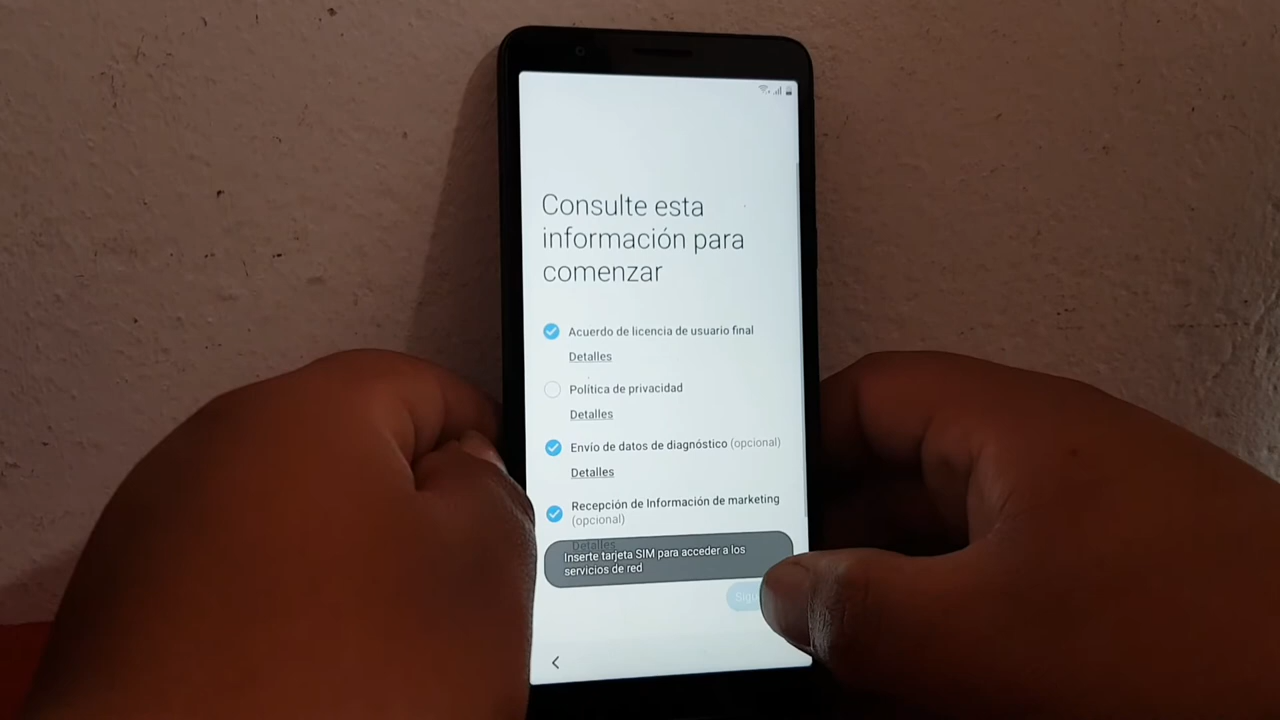 Consulte esta
información para
comenzar
Acuerdo de licencia de usuario final
Detalles
Política de privacidad
Detalles
Envío de datos de diagnóstico (opcional)
Detalles
Recepción de Información de marketing
(opcional)
Detalles
Inserte tarjeta SIM para acceder a los
servicios de red